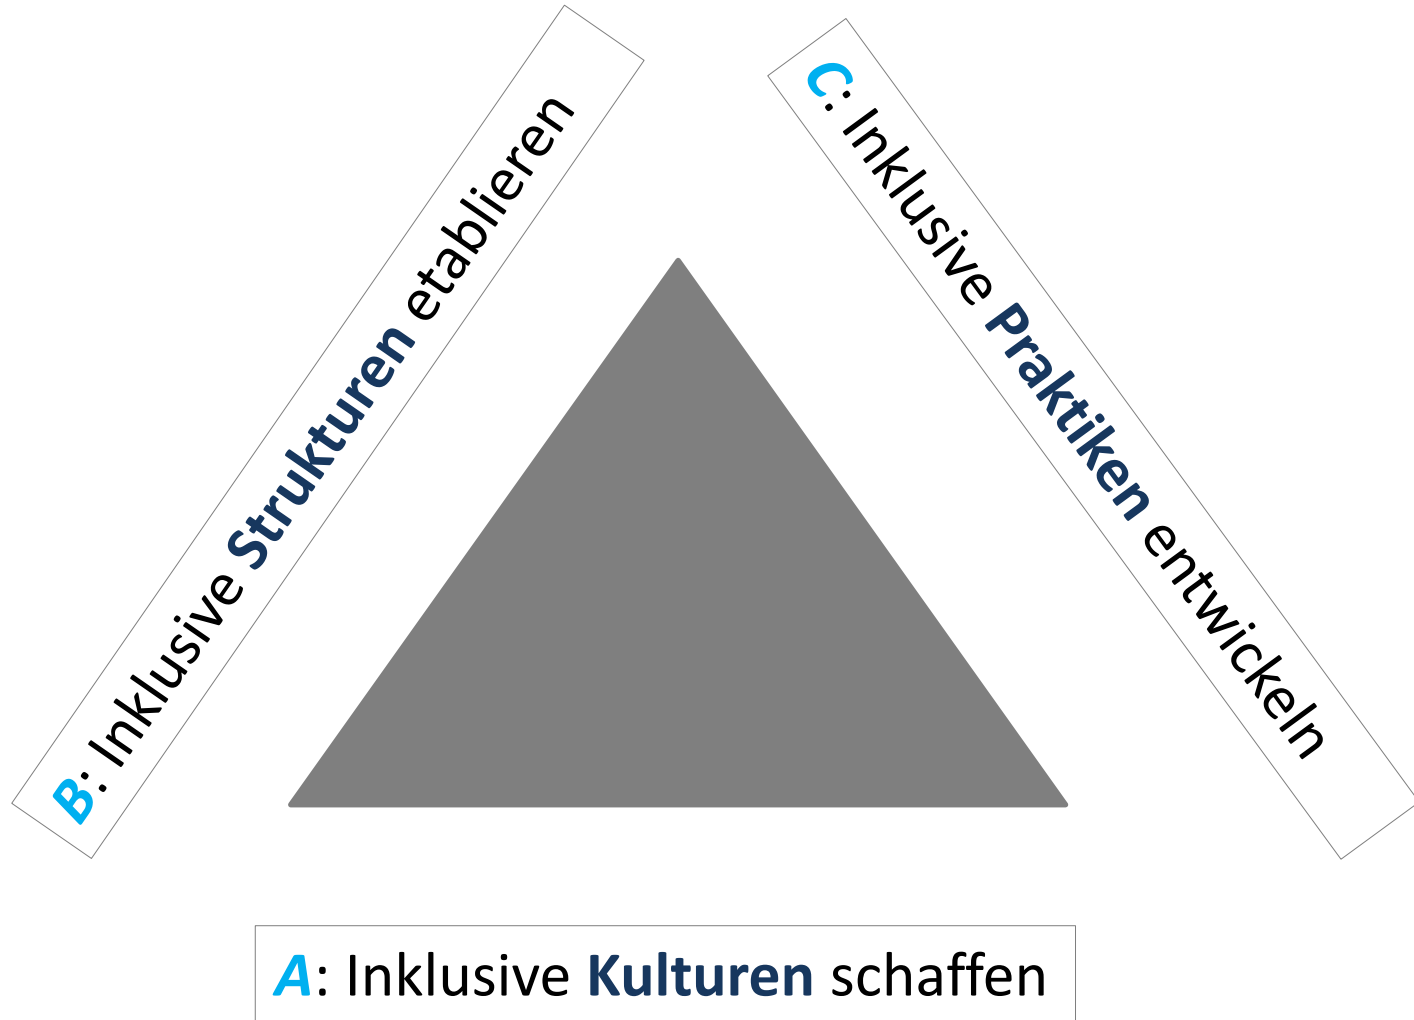 B: Inklusive Strukturen etablieren
C: Inklusive Praktiken entwickeln
A: Inklusive Kulturen schaffen